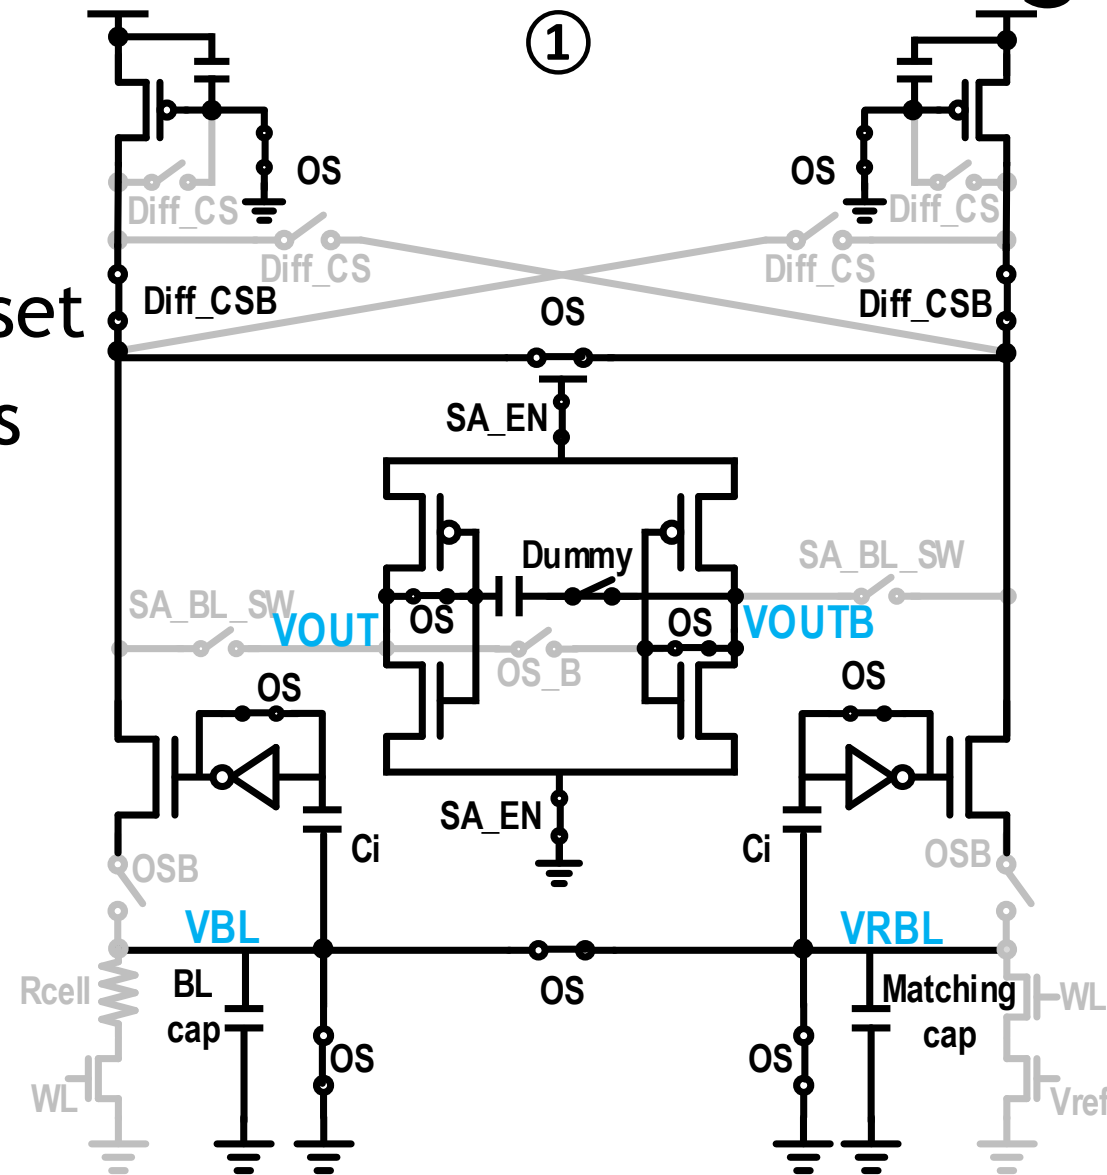 ①
OS
OS
Diff_CS
Diff_CS
Diff_CS
Diff_CS
set
Diff_CSB
Diff_CSB
OS
s
SA_EN
Dummy
SA_BL_SW
SA_BL_SW
VOUT
OS
OS
VOUTB
OS_B
OS
OS
SA_EN
Ci
Ci
OSB
OSB
VBL
VRBL
Rcell
BL
cap
OS
Matching
cap
WL
OS
OS
WL
Vref